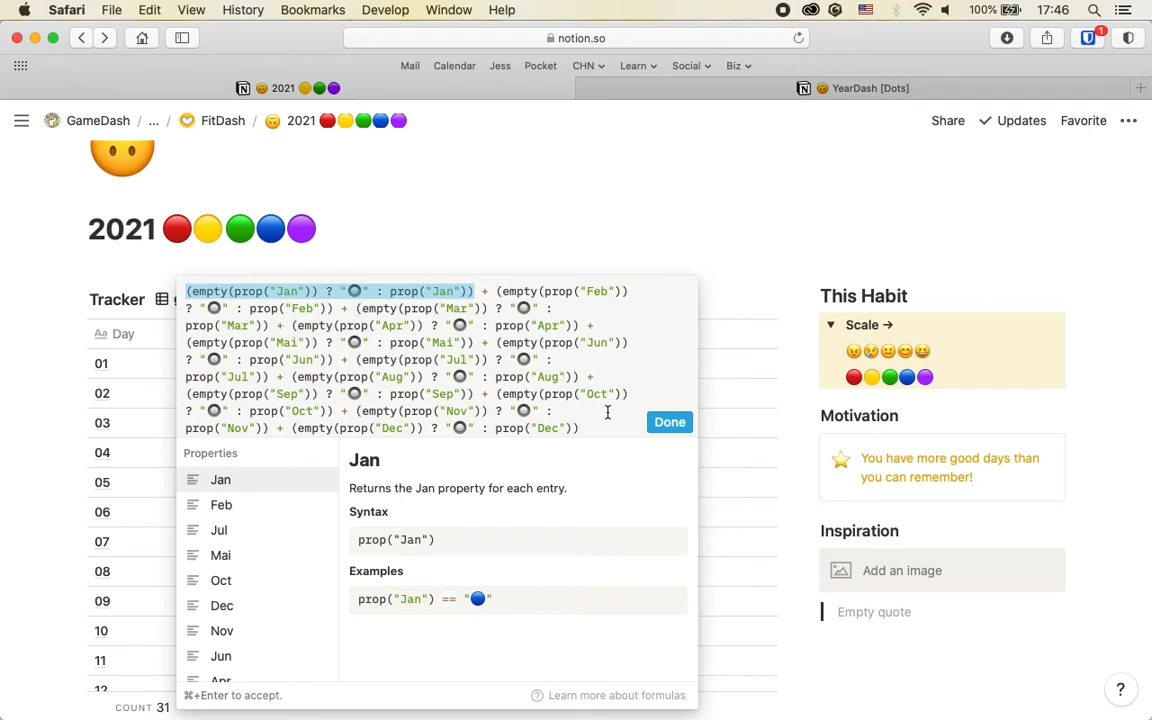 Safari File Edit View History Bookmarks Develop Window Help 100% 17:46
notion.so 1
Mail Calendar Jess Pocket CHN Learn Social Biz
2021 🟡🟢🟣 YearDash [Dots]
GameDash / ... / FitDash / 2021 🔴🟡🟢🔵🟣 Share Updates Favorite •••
2021 🔴🟡🟢🔵🟣
Tracker
Aa Day
01
02
03
04
05
06
07
08
09
10
11
12
COUNT 31
(empty(prop("Jan")) ? "🔘" : prop("Jan")) + (empty(prop("Feb"))
? "🔘" : prop("Feb")) + (empty(prop("Mar")) ? "🔘" :
prop("Mar")) + (empty(prop("Apr")) ? "🔘" : prop("Apr")) +
(empty(prop("Mai")) ? "🔘" : prop("Mai")) + (empty(prop("Jun"))
? "🔘" : prop("Jun")) + (empty(prop("Jul")) ? "🔘" :
prop("Jul")) + (empty(prop("Aug")) ? "🔘" : prop("Aug")) +
(empty(prop("Sep")) ? "🔘" : prop("Sep")) + (empty(prop("Oct"))
? "🔘" : prop("Oct")) + (empty(prop("Nov")) ? "🔘" :
prop("Nov")) + (empty(prop("Dec")) ? "🔘" : prop("Dec"))
Done
Properties
Jan
Feb
Jul
Mai
Oct
Dec
Nov
Jun
Apr
Jan
Returns the Jan property for each entry.
Syntax
prop("Jan")
Examples
prop("Jan") == "🔵"
⌘+Enter to accept. Learn more about formulas
This Habit
Scale →
😠😢😐😊😆
🔴🟡🟢🔵🟣
Motivation
You have more good days than
you can remember!
Inspiration
Add an image
Empty quote
?